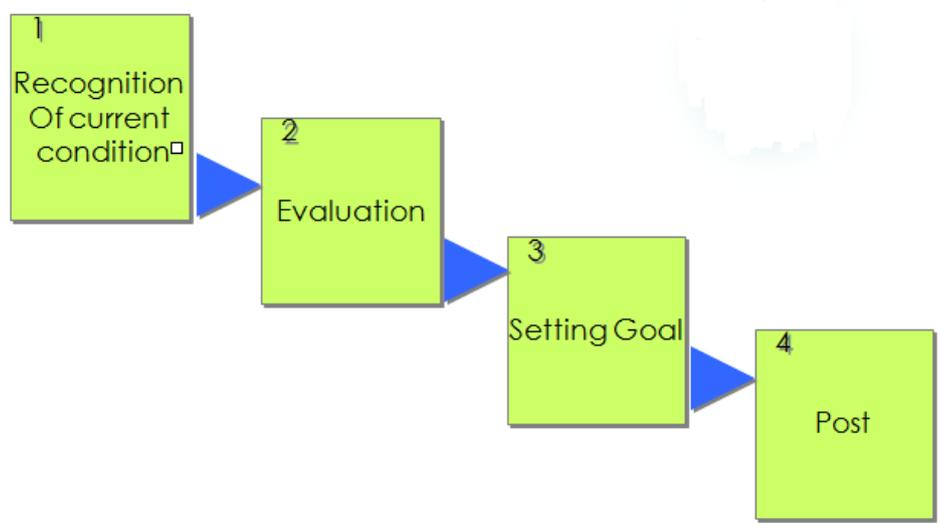 1
Recognition
Of current
condition
2
Evaluation
3
Setting Goal
4
Post